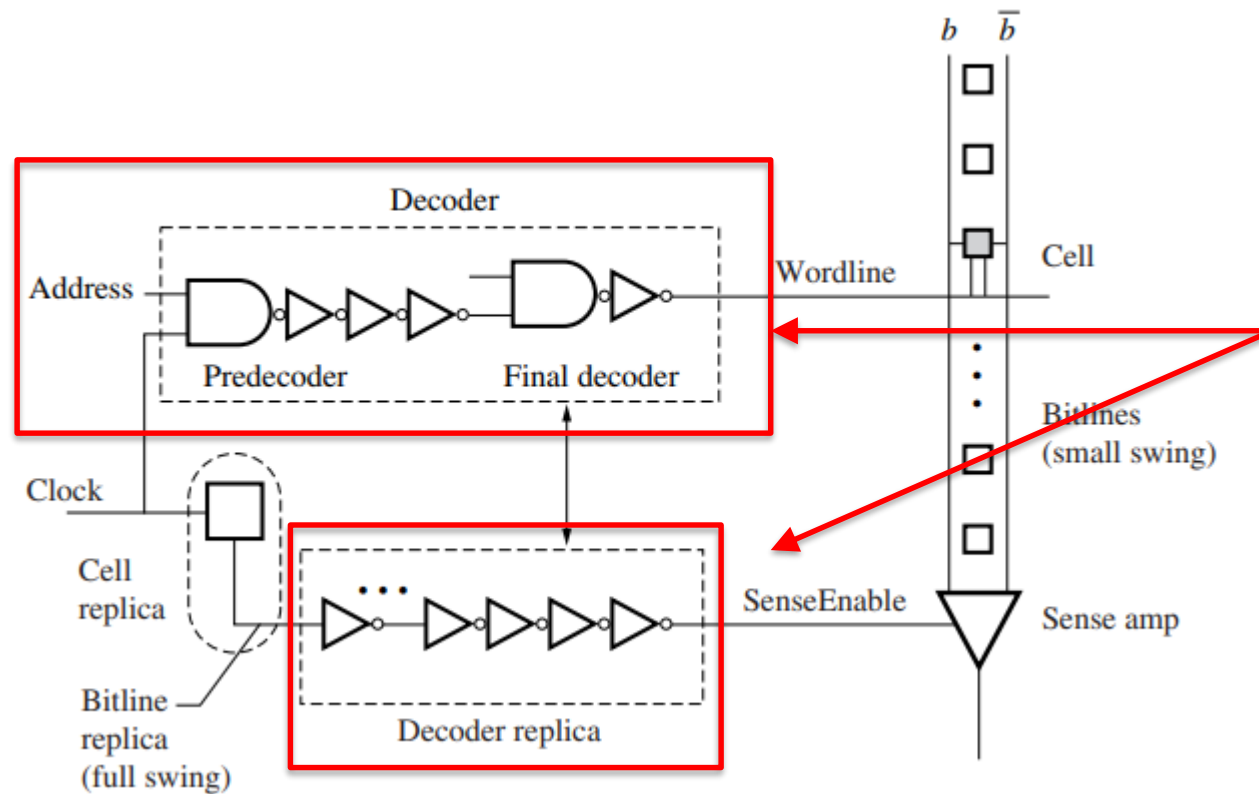 b b̅
Decoder
Address
Wordline
Cell
Predecoder
Final decoder
Bitlines
(small swing)
Clock
Cell
replica
SenseEnable
Sense amp
Bitline
replica
(full swing)
Decoder replica